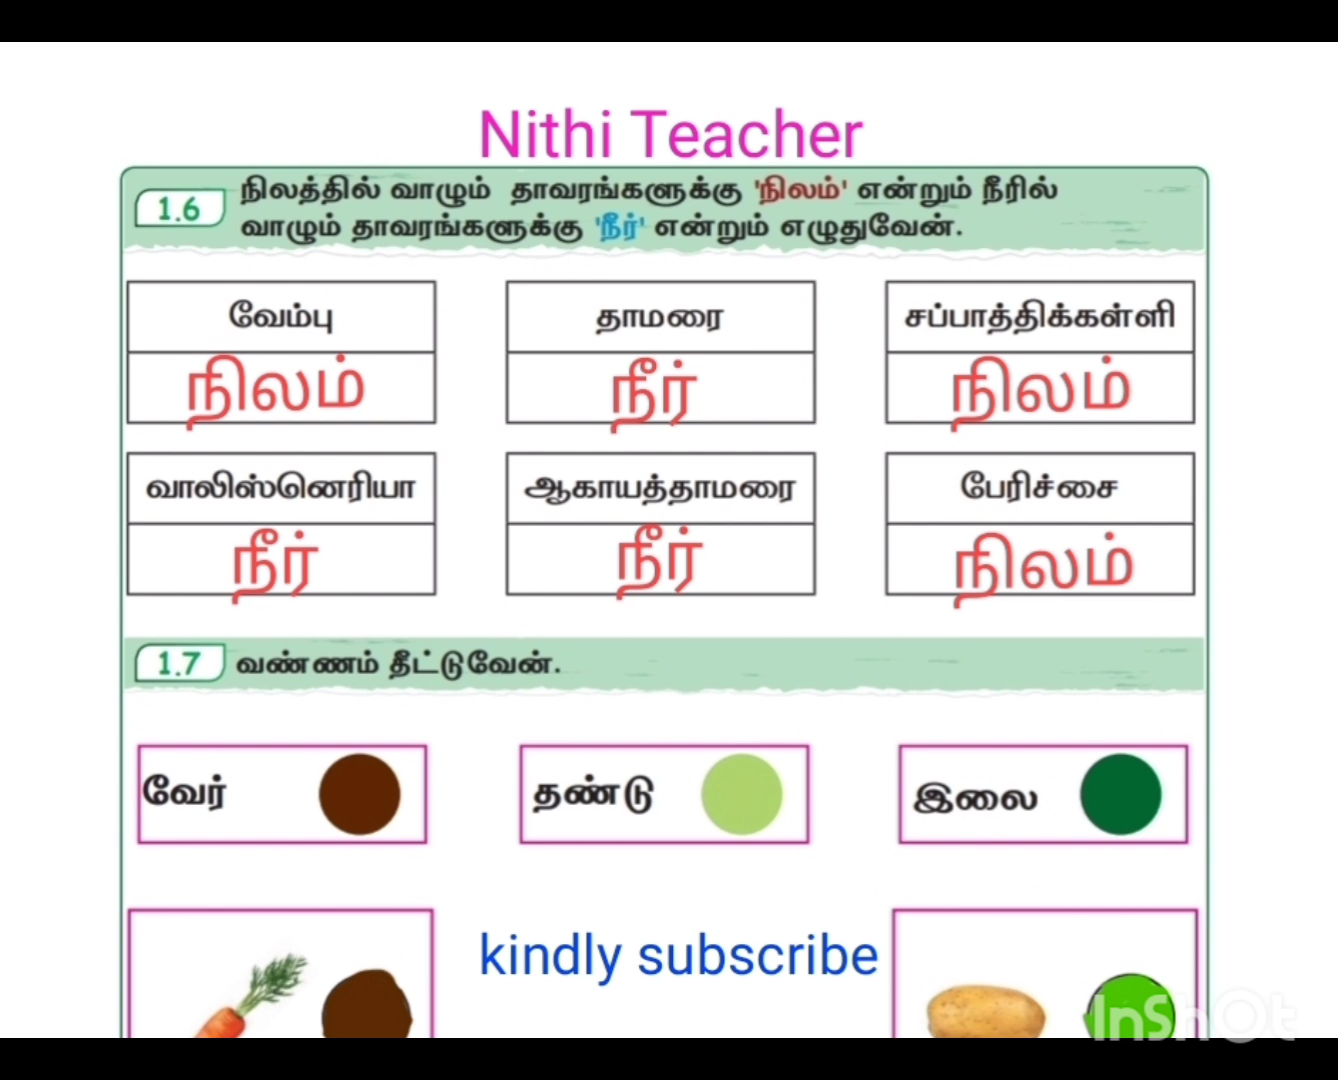 Nithi Teacher
1.6 நிலத்தில் வாழும் தாவரங்களுக்கு 'நிலம்' என்றும் நீரில்
வாழும் தாவரங்களுக்கு 'நீர்' என்றும் எழுதுவேன்.
வேம்பு தாமரை சப்பாத்திக்கள்ளி
நிலம் நீர் நிலம்
வாலிஸ்னெரியா ஆகாயத்தாமரை பேரிச்சை
நீர் நீர் நிலம்
1.7 வண்ணம் தீட்டுவேன்.
வேர் தண்டு இலை
kindly subscribe
InShOt